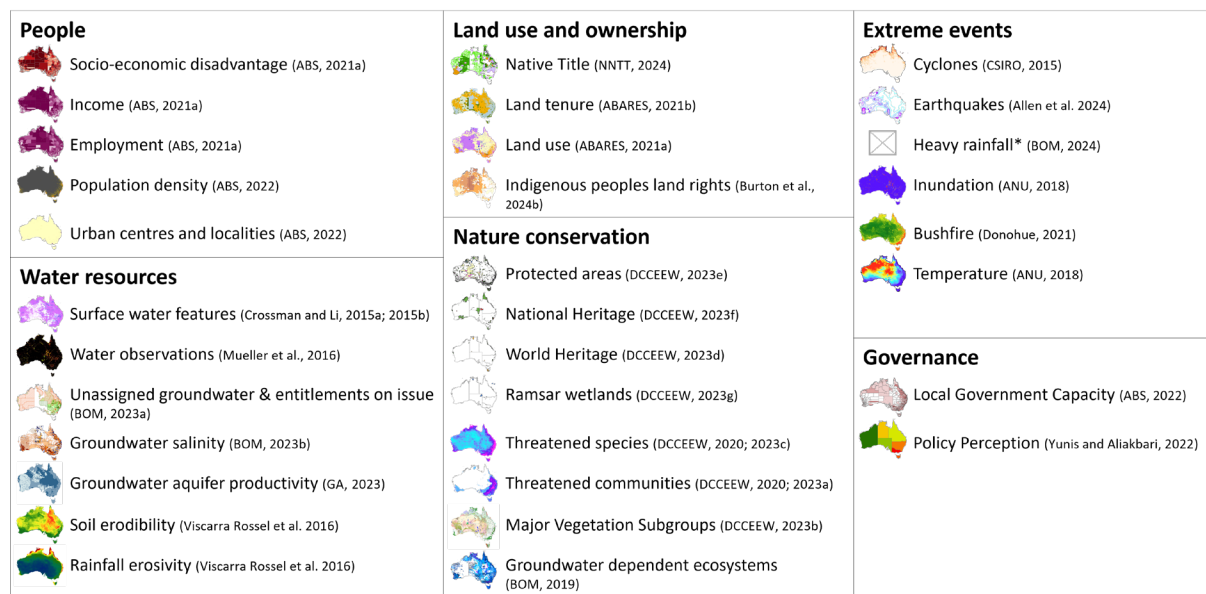 People
Socio-economic disadvantage (ABS, 2021a)
Income (ABS, 2021a)
Employment (ABS, 2021a)
Population density (ABS, 2022)
Urban centres and localities (ABS, 2022)
Water resources
Surface water features (Crossman and Li, 2015a; 2015b)
Water observations (Mueller et al., 2016)
Unassigned groundwater & entitlements on issue
(BOM, 2023a)
Groundwater salinity (BOM, 2023b)
Groundwater aquifer productivity (GA, 2023)
Soil erodibility (Viscarra Rossel et al. 2016)
Rainfall erosivity (Viscarra Rossel et al. 2016)
Land use and ownership
Native Title (NNTT, 2024)
Land tenure (ABARES, 2021b)
Land use (ABARES, 2021a)
Indigenous peoples land rights (Burton et al.,
2024b)
Nature conservation
Protected areas (DCCEEW, 2023e)
National Heritage (DCCEEW, 2023f)
World Heritage (DCCEEW, 2023d)
Ramsar wetlands (DCCEEW, 2023g)
Threatened species (DCCEEW, 2020; 2023c)
Threatened communities (DCCEEW, 2020; 2023a)
Major Vegetation Subgroups (DCCEEW, 2023b)
Groundwater dependent ecosystems
(BOM, 2019)
Extreme events
Cyclones (CSIRO, 2015)
Earthquakes (Allen et al. 2024)
Heavy rainfall* (BOM, 2024)
Inundation (ANU, 2018)
Bushfire (Donohue, 2021)
Temperature (ANU, 2018)
Governance
Local Government Capacity (ABS, 2022)
Policy Perception (Yunis and Aliakbari, 2022)